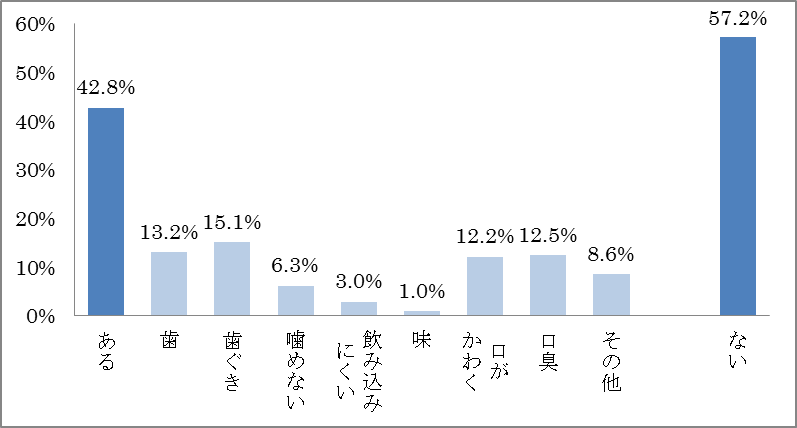 60%
50%
40%
30%
20%
10%
0%
42.8%
13.2%
15.1%
6.3%
3.0%
1.0%
12.2%
12.5%
8.6%
57.2%
ある
歯
歯ぐき
噛めない
飲み込み
にくい
味
口が
かわく
口臭
その他
ない